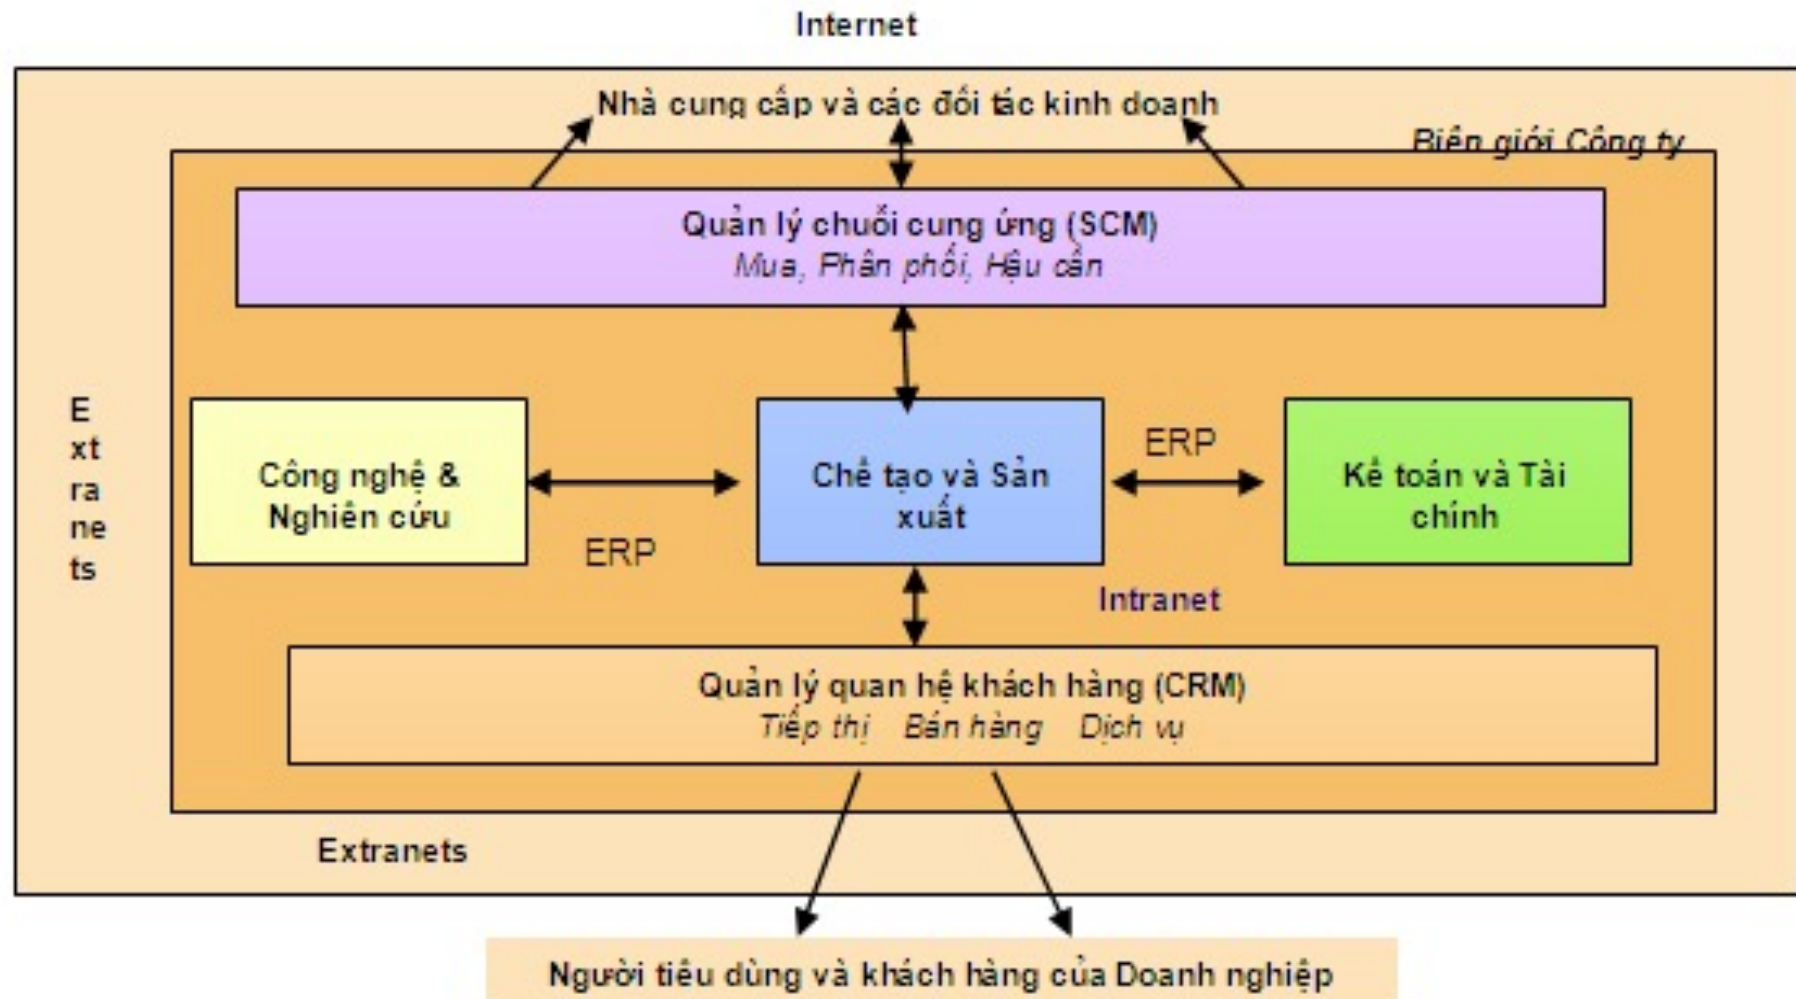 Internet
Nhà cung cấp và các đối tác kinh doanh
Biên giới Công ty
Quản lý chuỗi cung ứng (SCM)
Mua, Phân phối, Hậu cần
E
xt
ra
ne
ts
Công nghệ &
Nghiên cứu
ERP
Chế tạo và Sản
xuất
ERP
Kế toán và Tài
chính
Intranet
Quản lý quan hệ khách hàng (CRM)
Tiếp thị Bán hàng Dịch vụ
Extranets
Người tiêu dùng và khách hàng của Doanh nghiệp